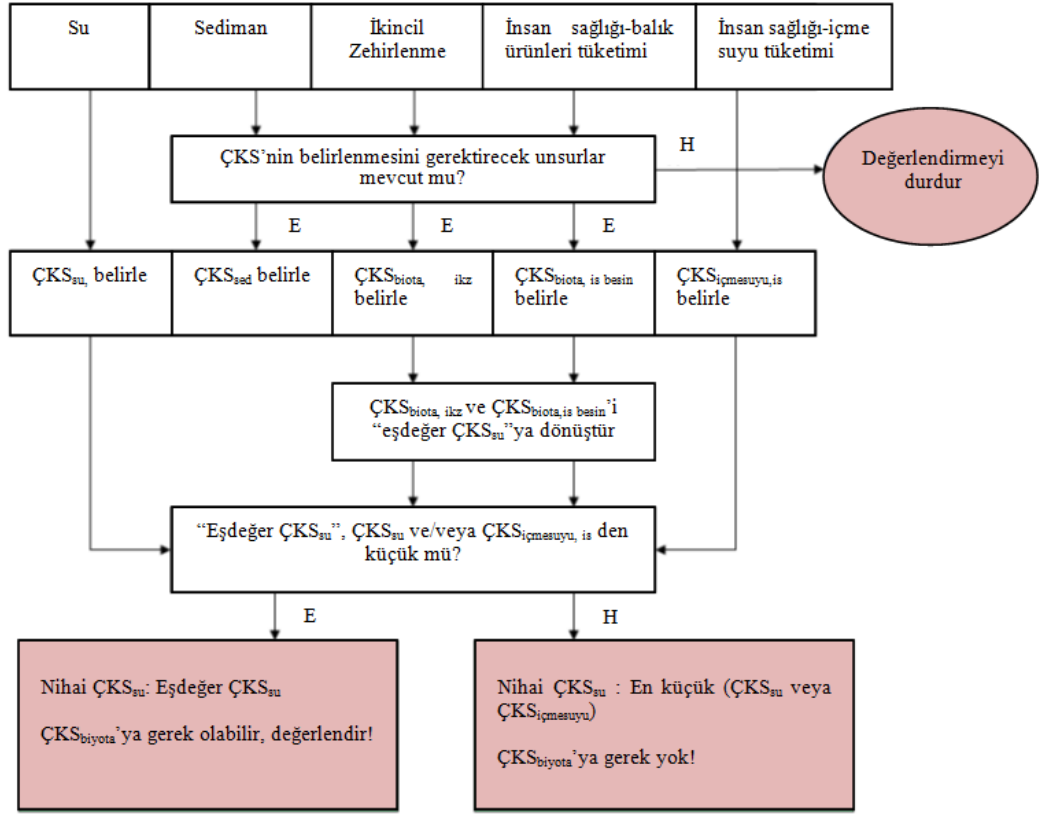 Su
Sediman
İkincil
Zehirlenme
İnsan sağlığı-balık
ürünleri tüketimi
İnsan sağlığı-içme
suyu tüketimi
ÇKS’nin belirlenmesini gerektirecek unsurlar
mevcut mu?
H
Değerlendirmeyi
durdur
E
E
E
ÇKSsu, belirle
ÇKSsed belirle
ÇKSbiota, ikz
belirle
ÇKSbiota, is besin
belirle
ÇKSiçmesuyu,is
belirle
ÇKSbiota, ikz ve ÇKSbiota,is besin’i
“eşdeğer ÇKSsu”ya dönüştür
“Eşdeğer ÇKSsu”, ÇKSsu ve/veya ÇKSiçmesuyu, is den
küçük mü?
E
H
Nihai ÇKSsu: Eşdeğer ÇKSsu
ÇKSbiyota’ya gerek olabilir, değerlendir!
Nihai ÇKSsu : En küçük (ÇKSsu veya
ÇKSiçmesuyu)
ÇKSbiyota’ya gerek yok!